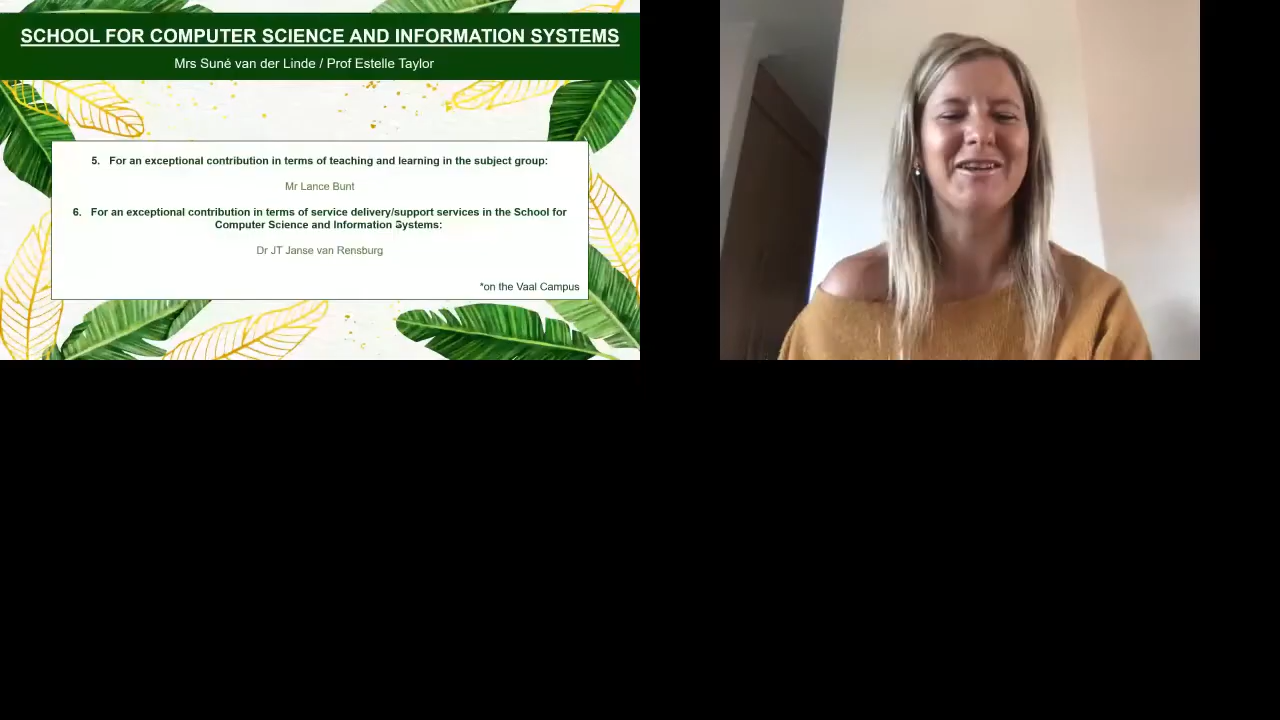 SCHOOL FOR COMPUTER SCIENCE AND INFORMATION SYSTEMS
Mrs Suné van der Linde / Prof Estelle Taylor
5. For an exceptional contribution in terms of teaching and learning in the subject group:
Mr Lance Bunt
6. For an exceptional contribution in terms of service delivery/support services in the School for
Computer Science and Information Systems:
Dr JT Janse van Rensburg
*on the Vaal Campus